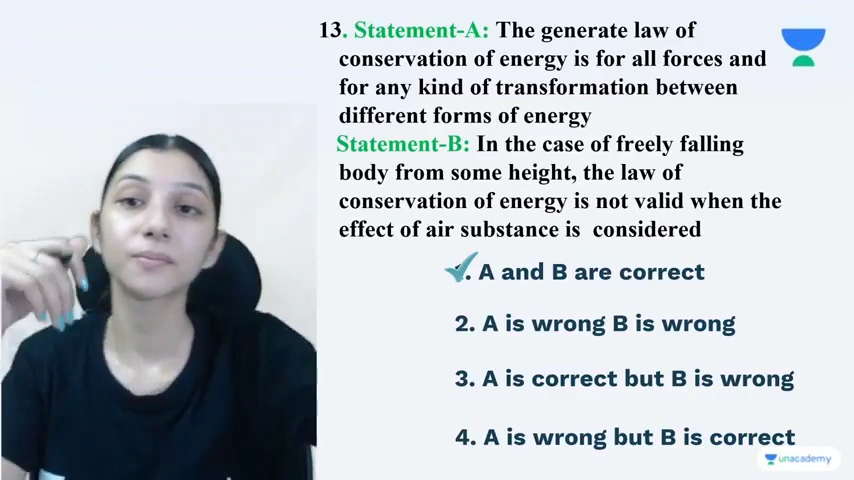 13. Statement-A: The generate law of
conservation of energy is for all forces and
for any kind of transformation between
different forms of energy
Statement-B: In the case of freely falling
body from some height, the law of
conservation of energy is not valid when the
effect of air substance is considered
A and B are correct
2. A is wrong B is wrong
3. A is correct but B is wrong
4. A is wrong but B is correct
unacademy